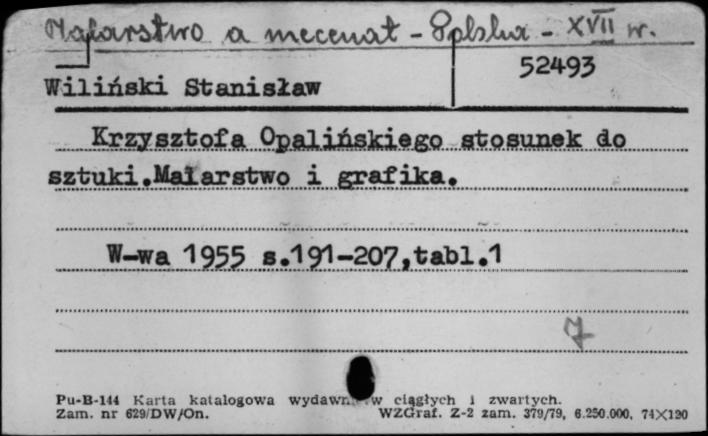 Malarstwo a mecenat - Polska - XVII w.
52493
Wiliński Stanisław
Krzysztofa Opalińskiego stosunek do
sztuki.Malarstwo i grafika.
W-wa 1955 s.191-207,tabl.1
Pu-B-144 Karta katalogowa ciągłych i zwartych.
Zam. nr 629/DW/On. WZGraf. Z-2 zam. 379/79, 6.250.000, 74X120